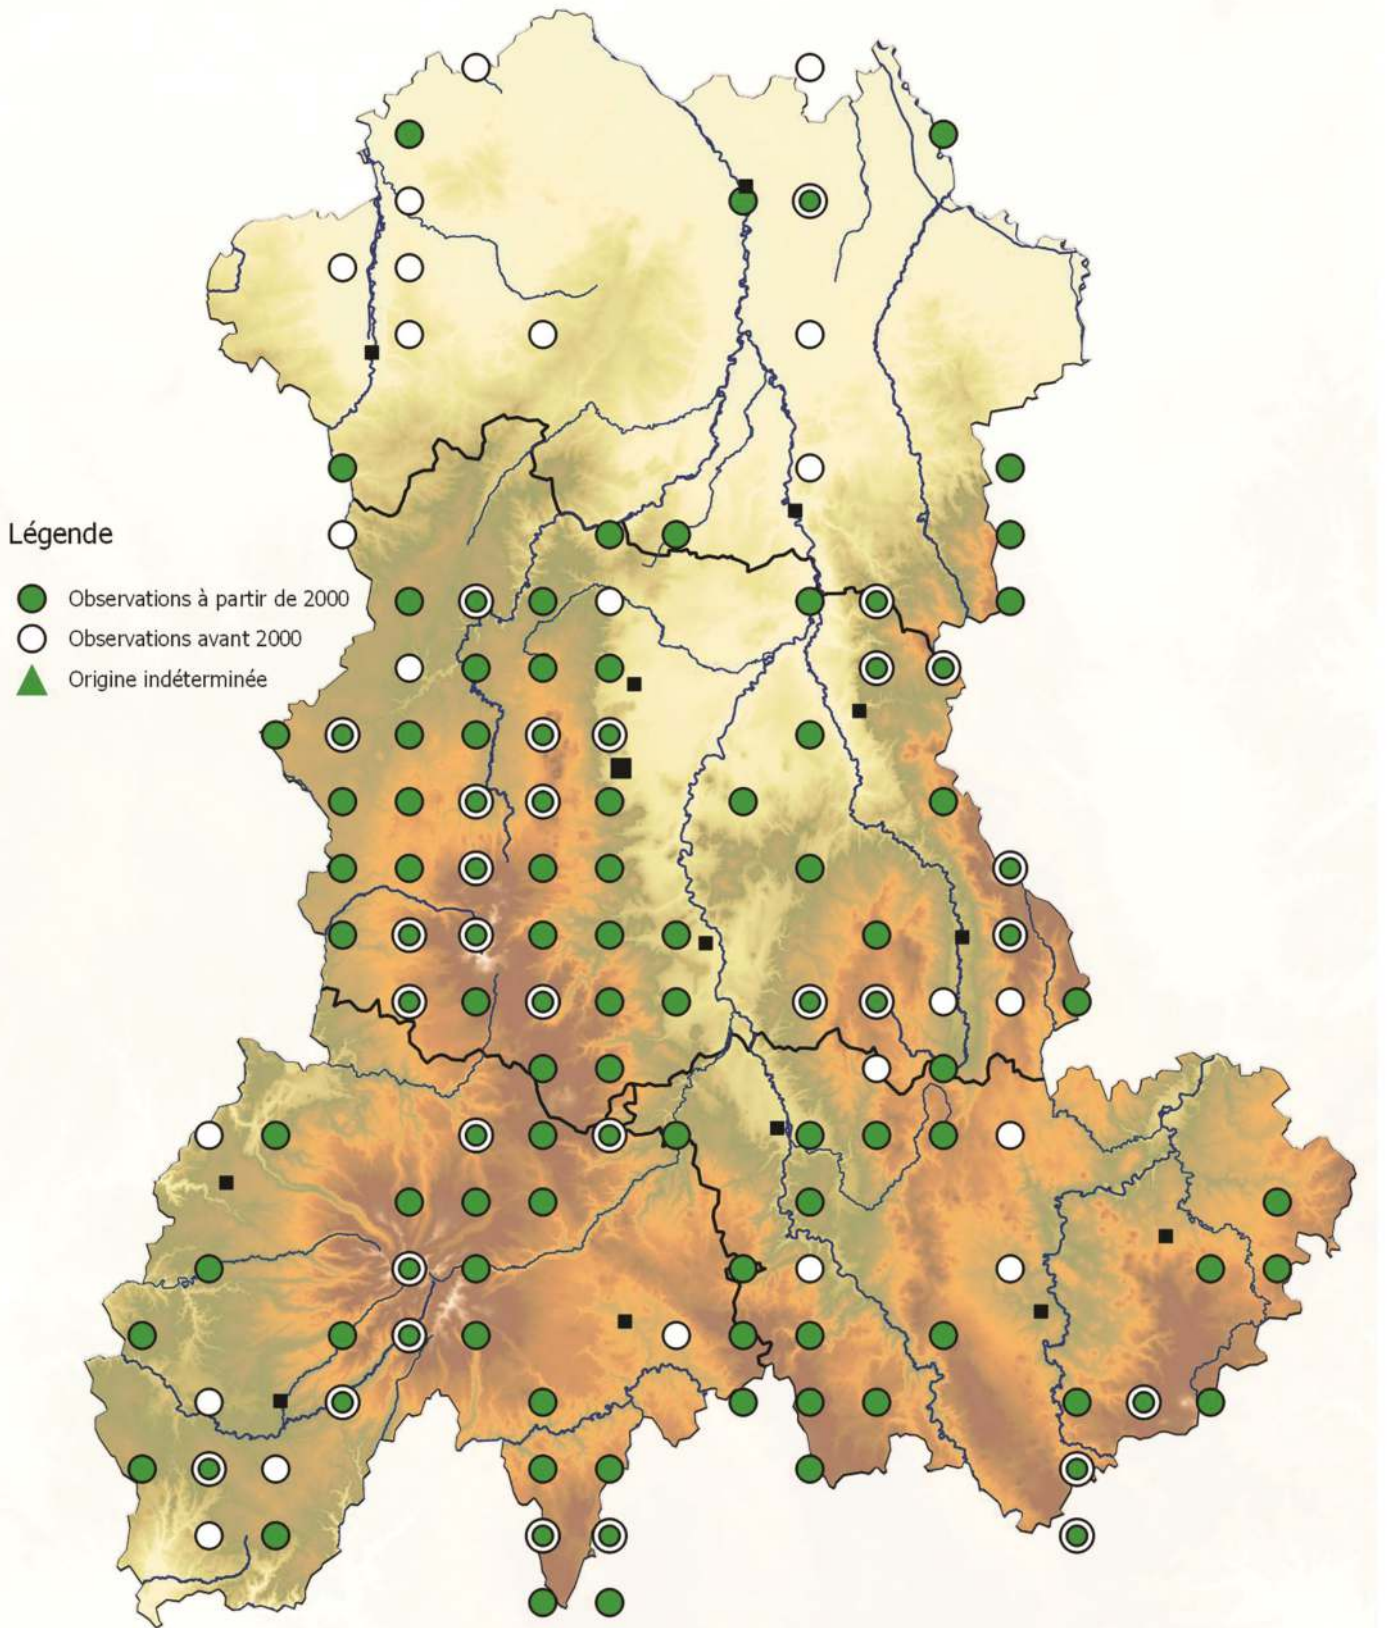 Légende
Observations à partir de 2000
Observations avant 2000
Origine indéterminée